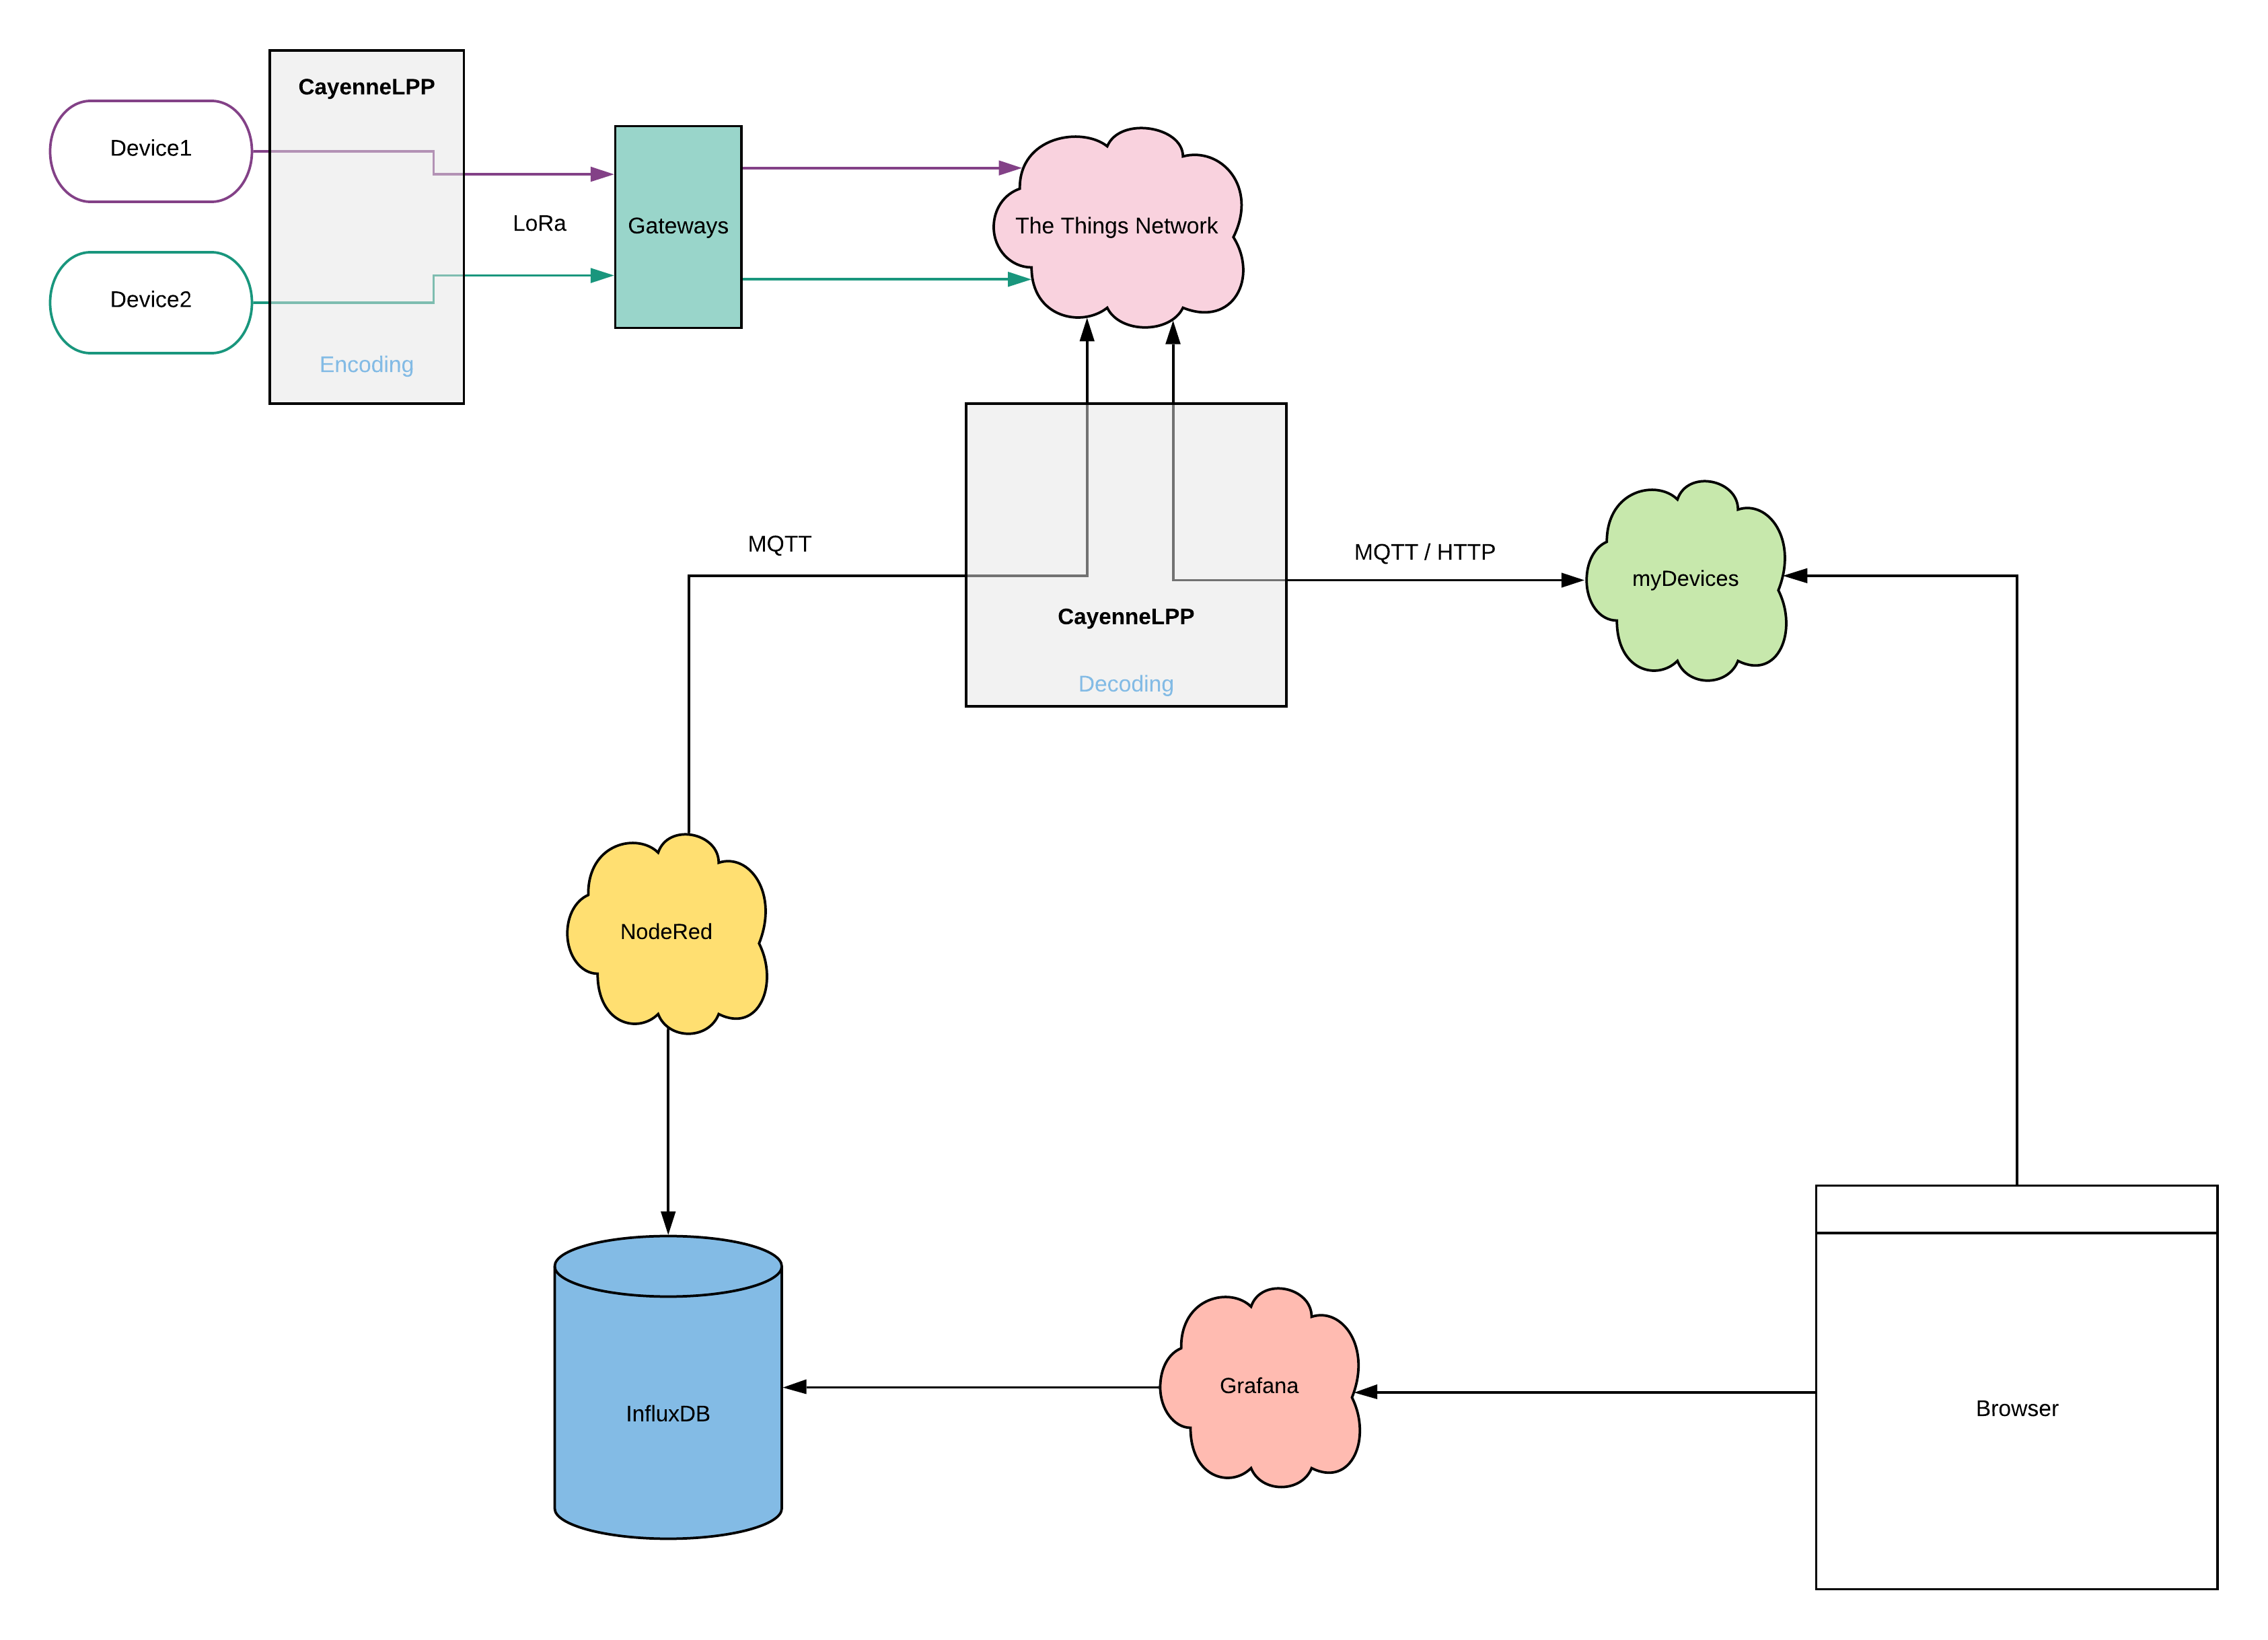 CayenneLPP
Device1
LoRa
Gateways
The Things Network
Device2
Encoding
MQTT
MQTT / HTTP
myDevices
CayenneLPP
Decoding
NodeRed
InfluxDB
Grafana
Browser